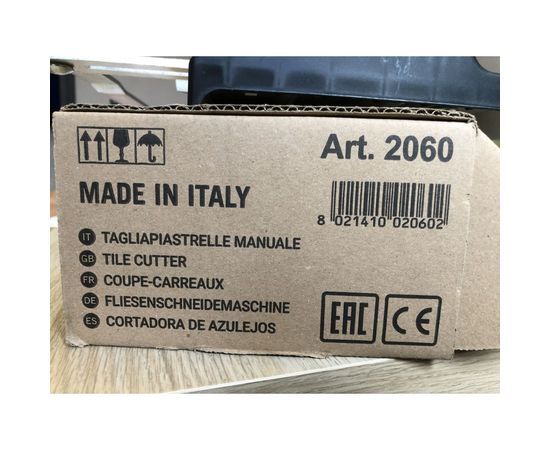 Art. 2060
MADE IN ITALY
8 021410 020602
IT TAGLIAPIASTRELLE MANUALE
GB TILE CUTTER
FR COUPE-CARREAUX
DE FLIESENSCHNEIDEMASCHINE
ES CORTADORA DE AZULEJOS
EAC CE